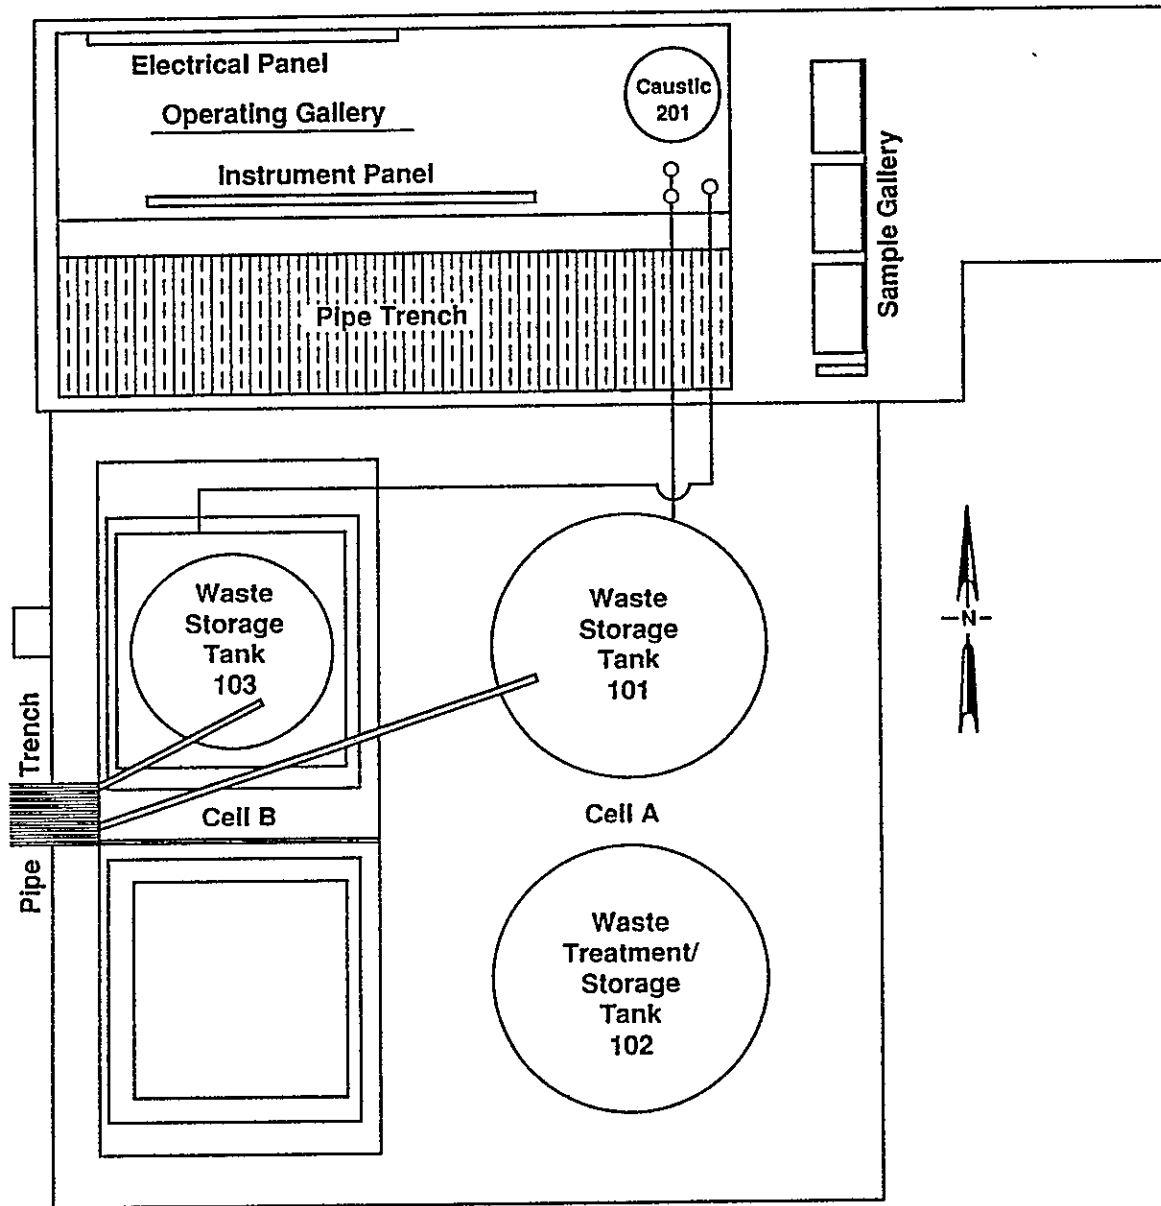 Electrical Panel
Caustic
201
Operating Gallery
Instrument Panel
Sample Gallery
Pipe Trench
Waste
Storage
Tank
103
Waste
Storage
Tank
101
N
Pipe Trench
Cell B
Cell A
Waste
Treatment/
Storage
Tank
102